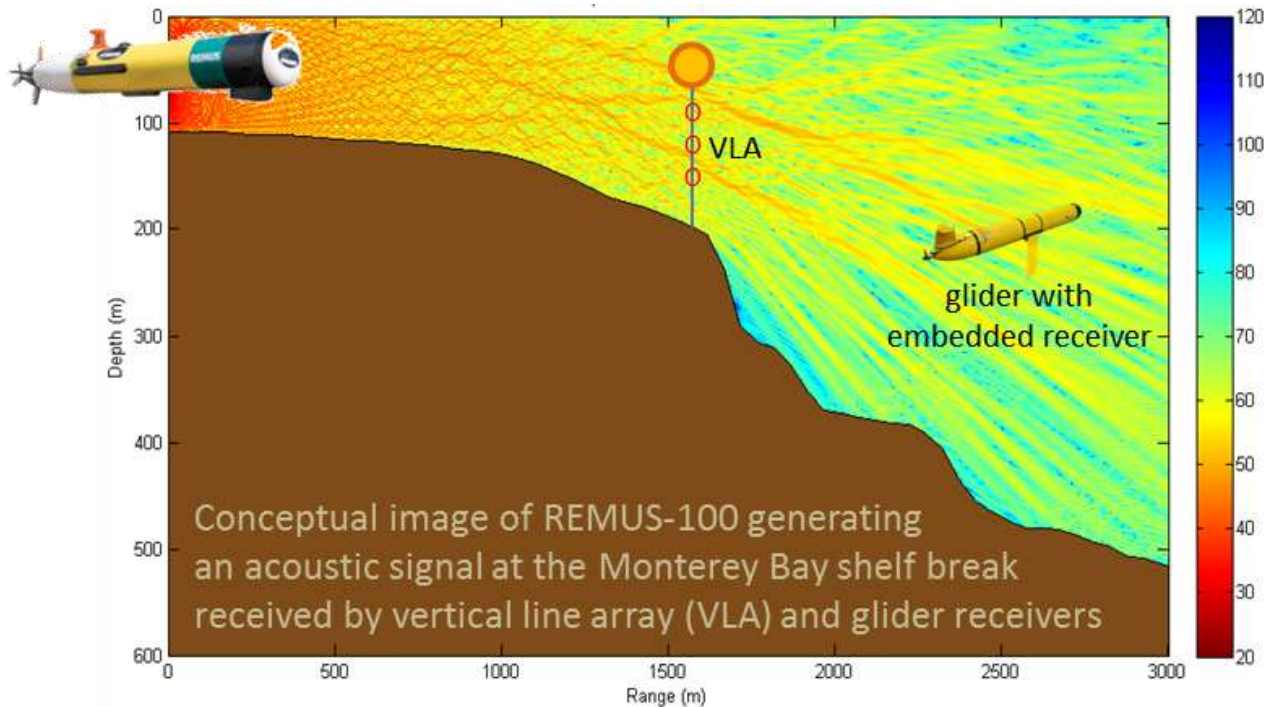 0
100
200
300
400
500
600
Depth (m)
0
500
1000
1500
2000
2500
3000
Range (m)
120
110
100
90
80
70
60
50
40
30
20
REMUS
VLA
glider with
embedded receiver
Conceptual image of REMUS-100 generating
an acoustic signal at the Monterey Bay shelf break
received by vertical line array (VLA) and glider receivers